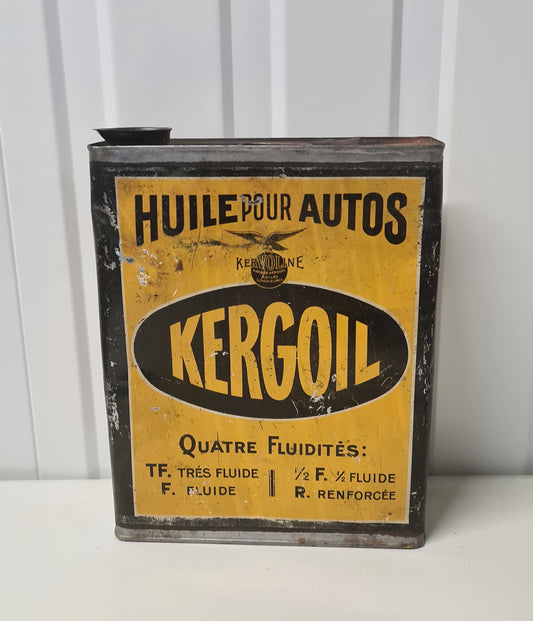 HUILE POUR AUTOS
KERVOLINE
KERGOIL
QUATRE FLUIDITÉS:
TF. TRÈS FLUIDE
F. FLUIDE
1/2 F. 1/2 FLUIDE
R. RENFORCÉE